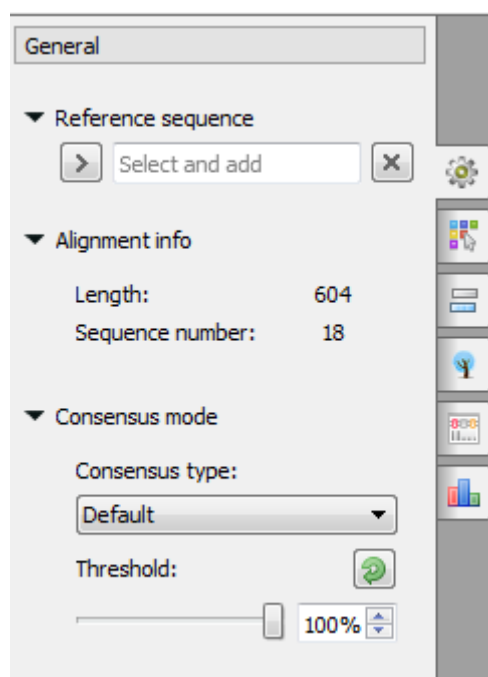 General
Reference sequence
Select and add
Alignment info
Length: 604
Sequence number: 18
Consensus mode
Consensus type:
Default
Threshold:
100%